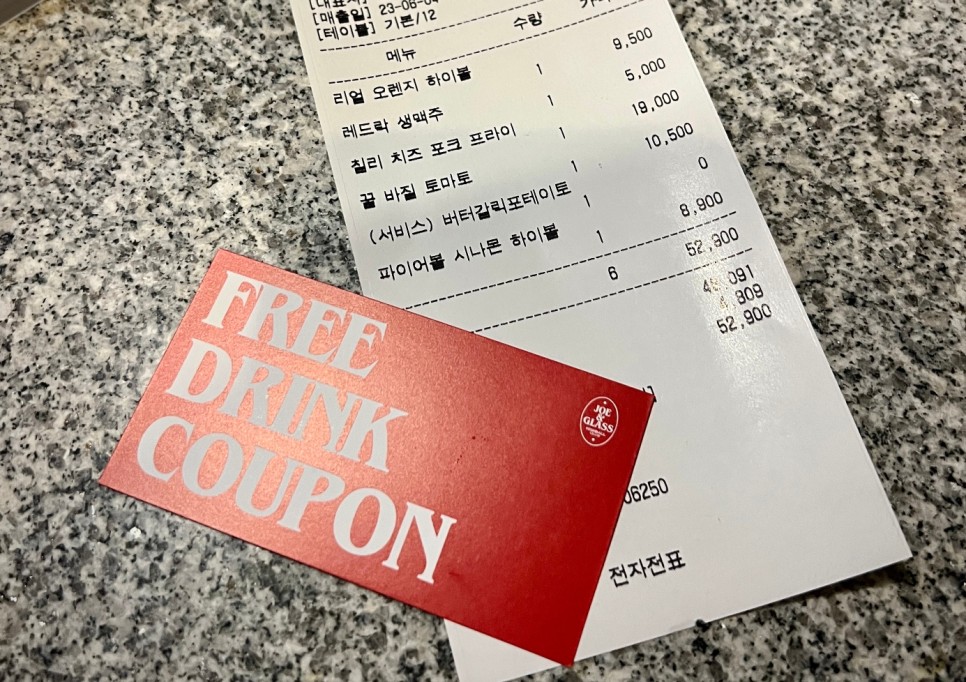 [매출일] 23-06-04
[테이블] 기본/12
메뉴 수량
리얼 오렌지 하이볼 1 9,500
레드락 생맥주 1 5,000
칠리 치즈 포크 프라이 1 19,000
꿀 바질 토마토 1 10,500
(서비스) 버터갈릭포테이토 1 0
파이어볼 시나몬 하이볼 1 8,900
6 52,900
091
809
52,900
06250
전자전표
FREE
DRINK
COUPON
JOE
&
GLASS